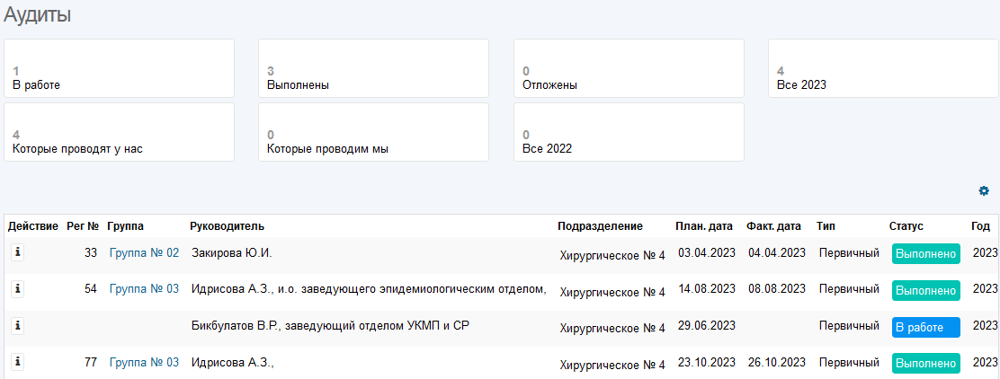 Аудиты
1 3 0 4
В работе Выполнены Отложены Все 2023
4 0 0
Которые проводят у нас Которые проводим мы Все 2022
Действие Рег № Группа Руководитель Подразделение План. дата Факт. дата Тип Статус Год
i 33 Группа № 02 Закирова Ю.И. Хирургическое № 4 03.04.2023 04.04.2023 Первичный Выполнено 2023
i 54 Группа № 03 Идрисова А.З., и.о. заведующего эпидемиологическим отделом, Хирургическое № 4 14.08.2023 08.08.2023 Первичный Выполнено 2023
i Бикбулатов В.Р., заведующий отделом УКМП и СР Хирургическое № 4 29.06.2023 Первичный В работе 2023
i 77 Группа № 03 Идрисова А.З., Хирургическое № 4 23.10.2023 26.10.2023 Первичный Выполнено 2023